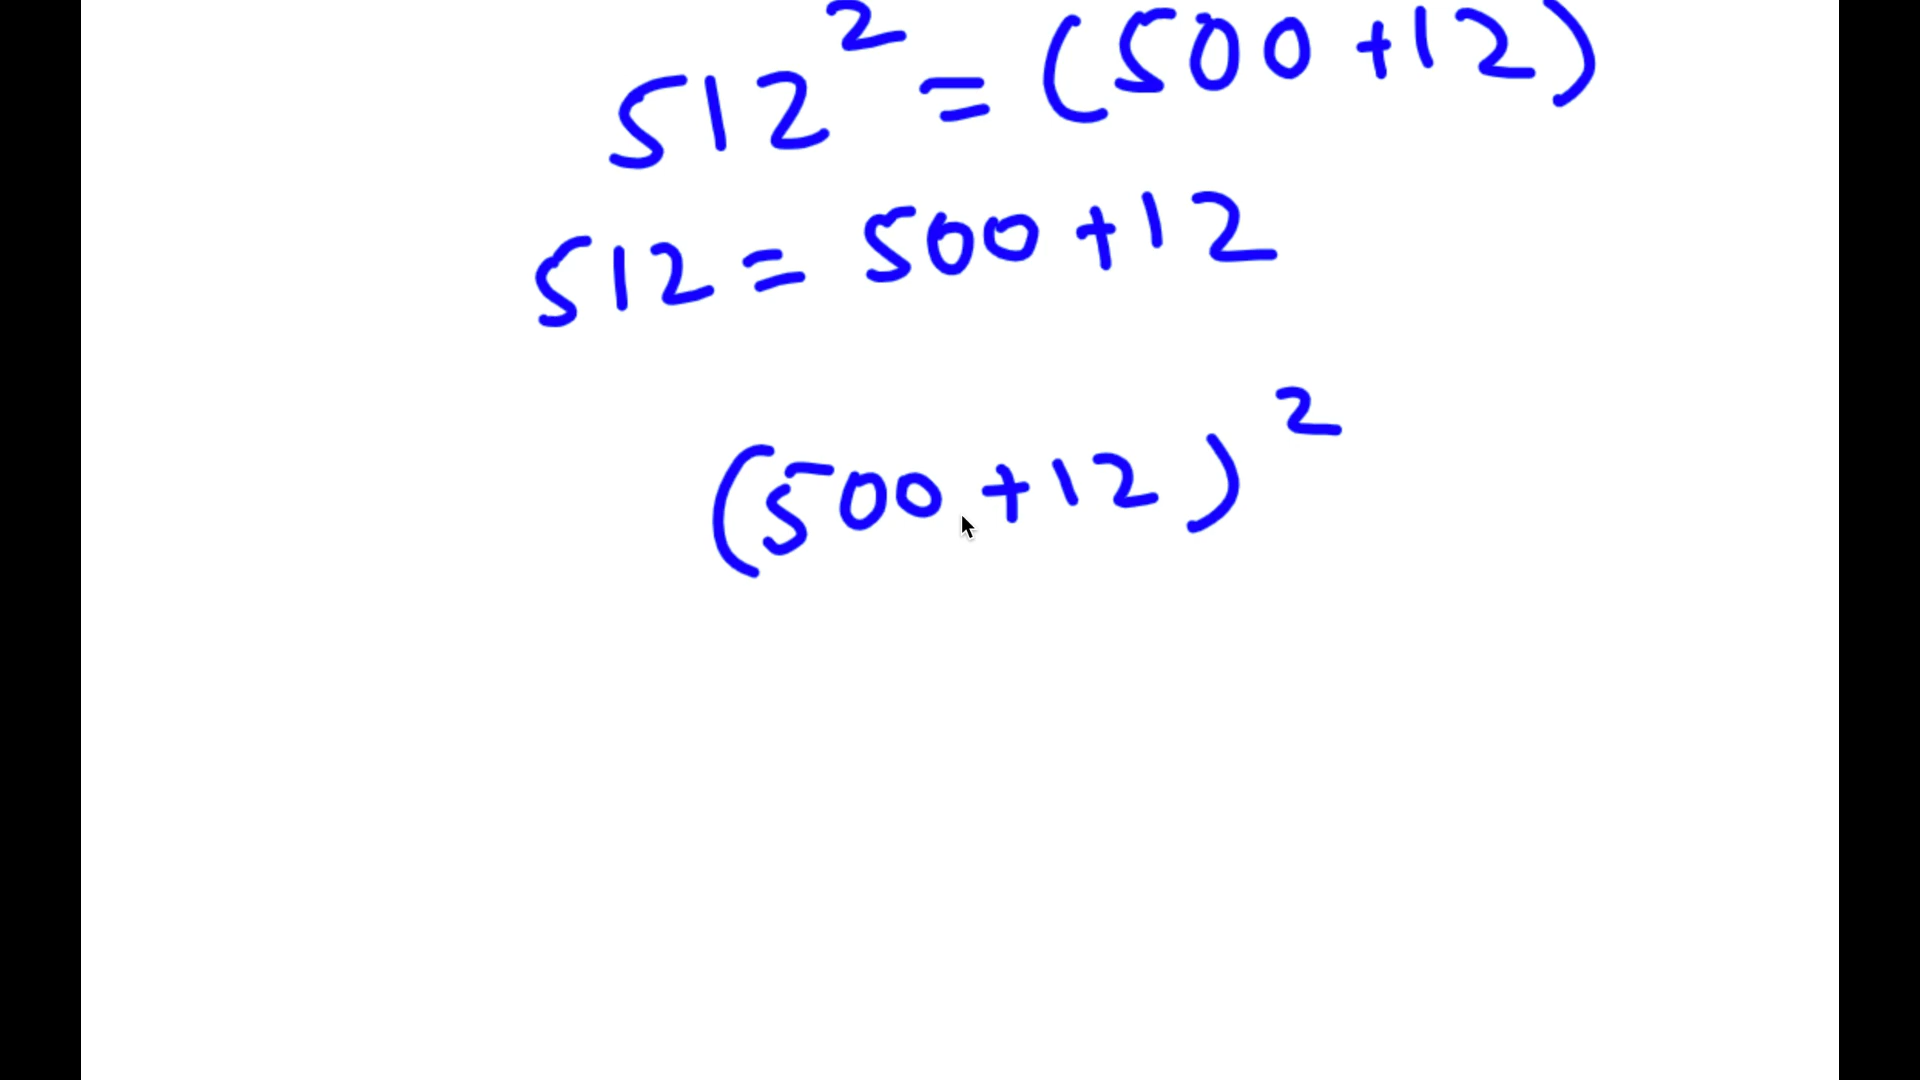 512² = (500 +12)
512 = 500 +12
(500 +12)²